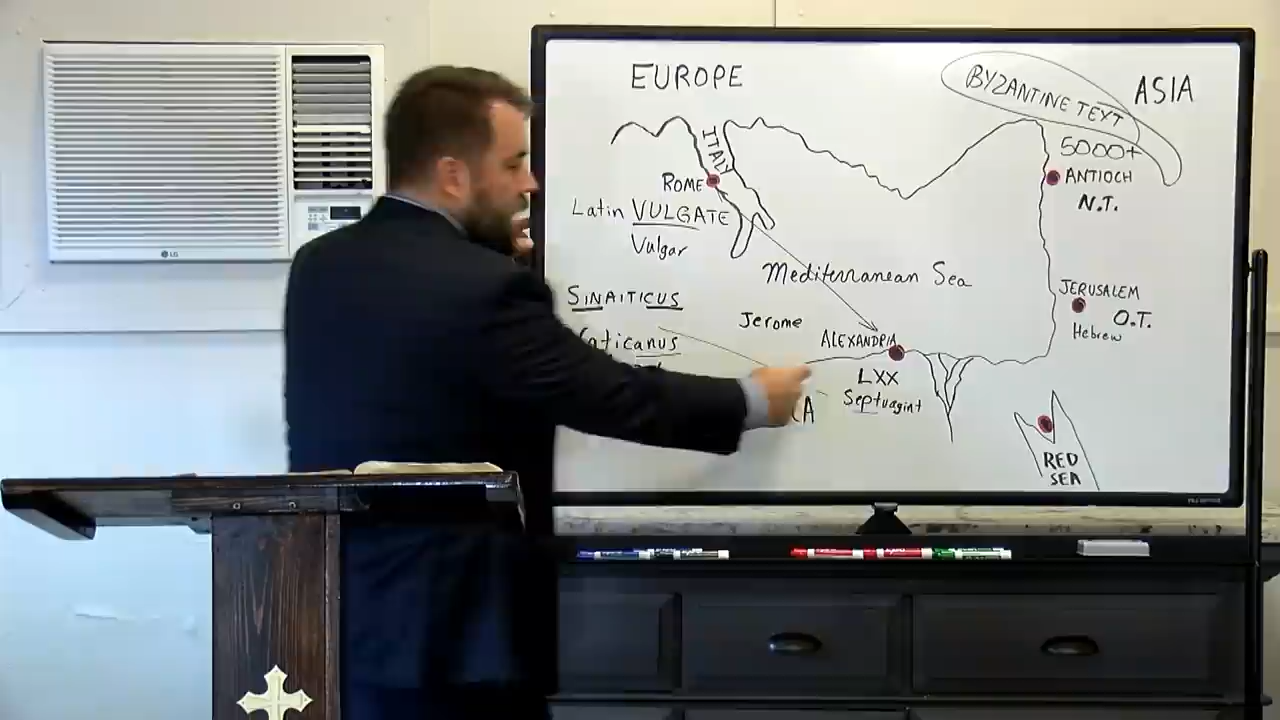 EUROPE
BYZANTINE TEXT
ASIA
5000+
ITALY
ROME
ANTIOCH
N.T.
Latin VULGATE
Vulgar
Mediterranean Sea
SINAITICUS
JERUSALEM
O.T.
Hebrew
Jerome
ALEXANDRIA
LXX
Septuagint
RED
SEA
LG